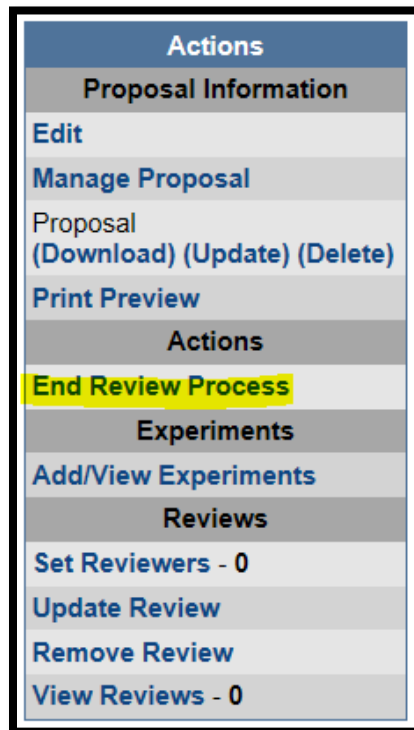 Actions
Proposal Information
Edit
Manage Proposal
Proposal
(Download) (Update) (Delete)
Print Preview
Actions
End Review Process
Experiments
Add/View Experiments
Reviews
Set Reviewers - 0
Update Review
Remove Review
View Reviews - 0